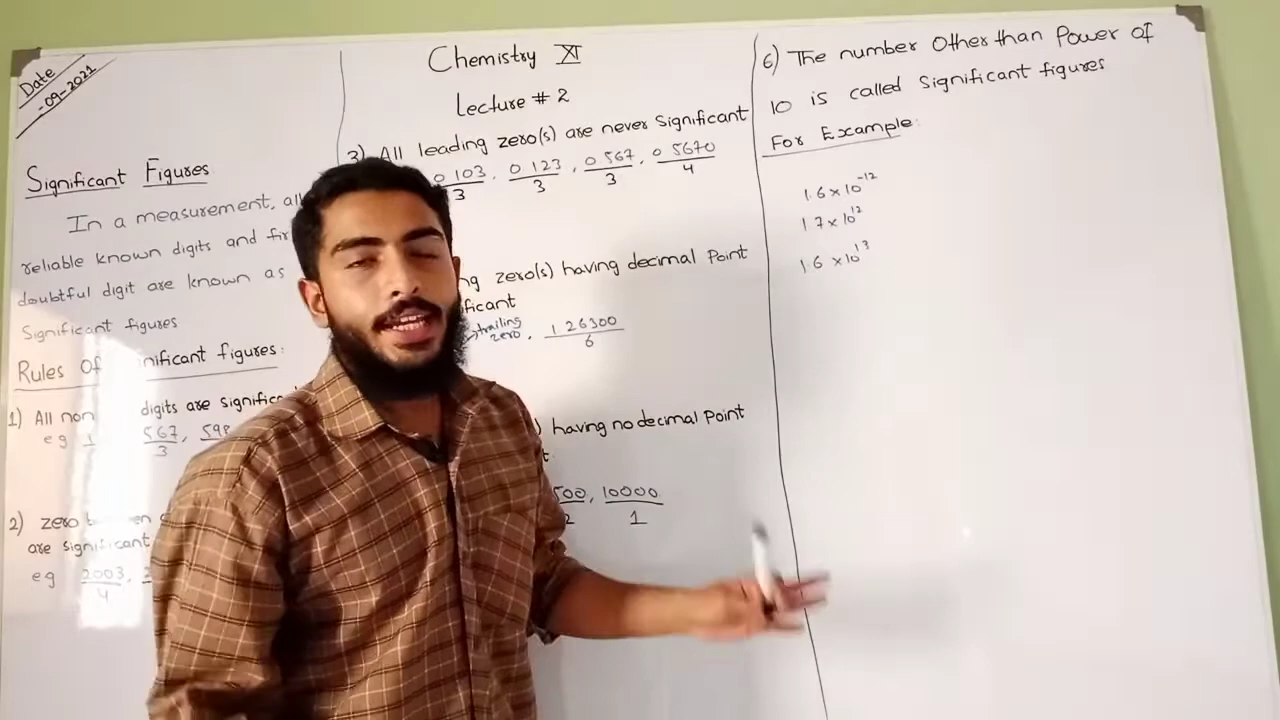 Date
-09-2021
Chemistry XI
Lecture # 2
Significant Figures
In a measurement, all
reliable known digits and fir
doubtful digit are known as
Significant figures
Rules Of nificant figures:
1) All non digits are signific
eg 1 567, 598
3
2) zero b en
are significant
eg 2003,
4
3) All leading zero(s) are never Significant
0 103, 0 123, 0 567, 0 5670
3 3 3 4
ng zero(s) having decimal Point
ificant
trailing zero, 1 26300
6
) having no decimal Point
t
500, 10000
2 1
6) The number Other than Power of
10 is called Significant figures
For Example:
1.6 x 10⁻¹²
1 7 x 10¹²
1.6 x 10¹³